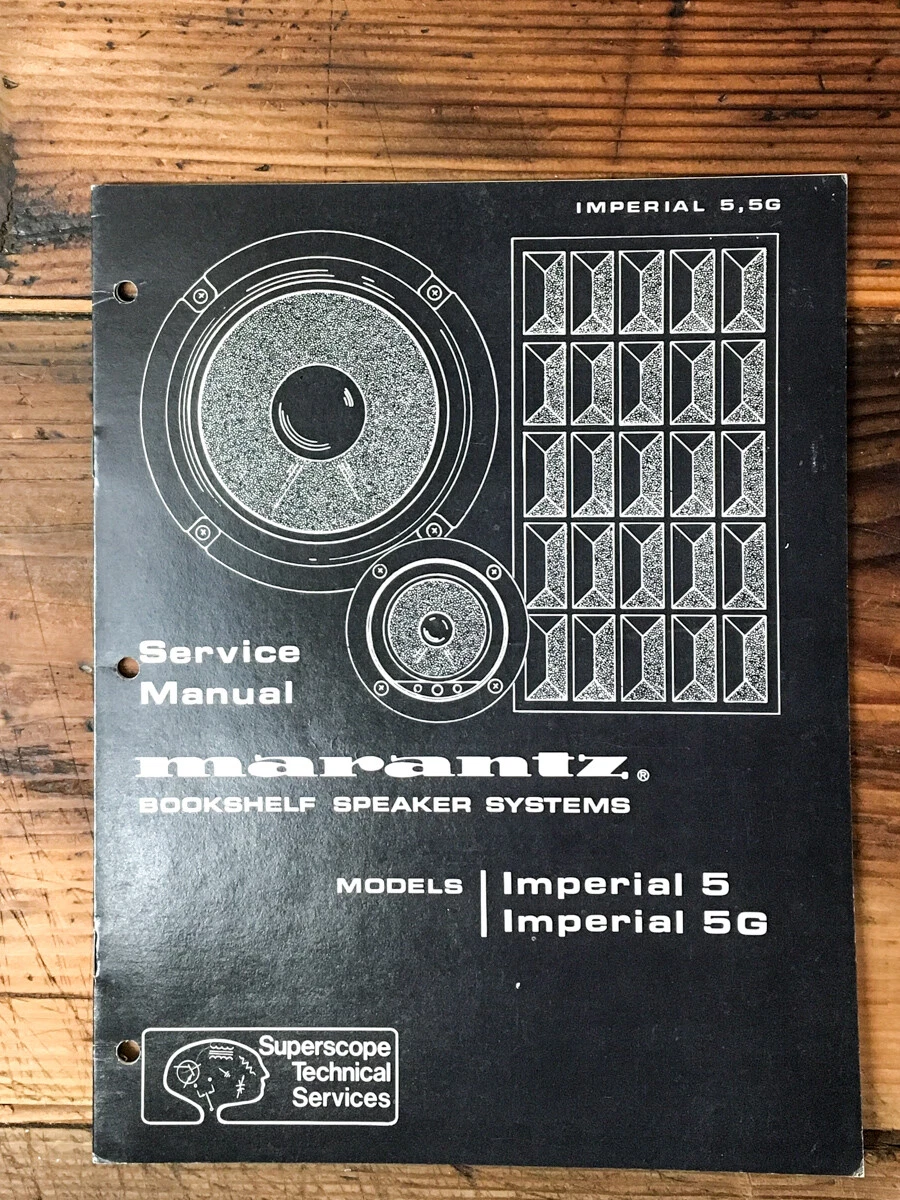 IMPERIAL 5,5G
Service
Manual
marantz®
BOOKSHELF SPEAKER SYSTEMS
MODELS
Imperial 5
Imperial 5G
Superscope
Technical
Services